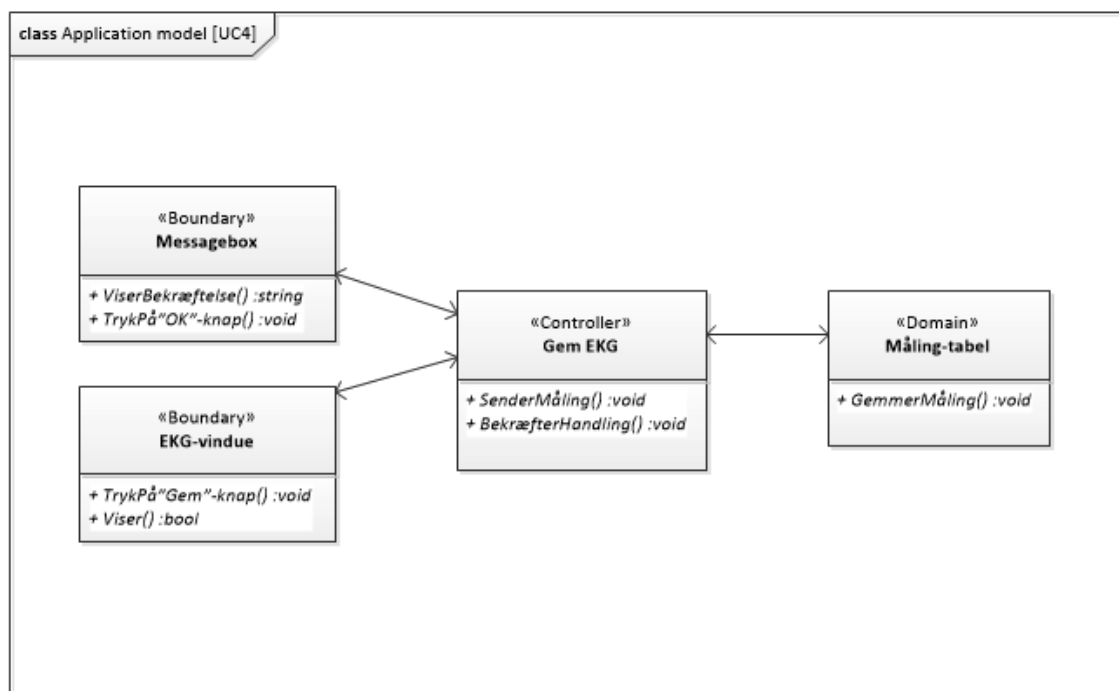 class Application model [UC4]
«Boundary»
Messagebox
+ ViserBekræftelse() :string
+ TrykPå"OK"-knap() :void
«Boundary»
EKG-vindue
+ TrykPå"Gem"-knap() :void
+ Viser() :bool
«Controller»
Gem EKG
+ SenderMåling() :void
+ BekræfterHandling() :void
«Domain»
Måling-tabel
+ GemmerMåling() :void